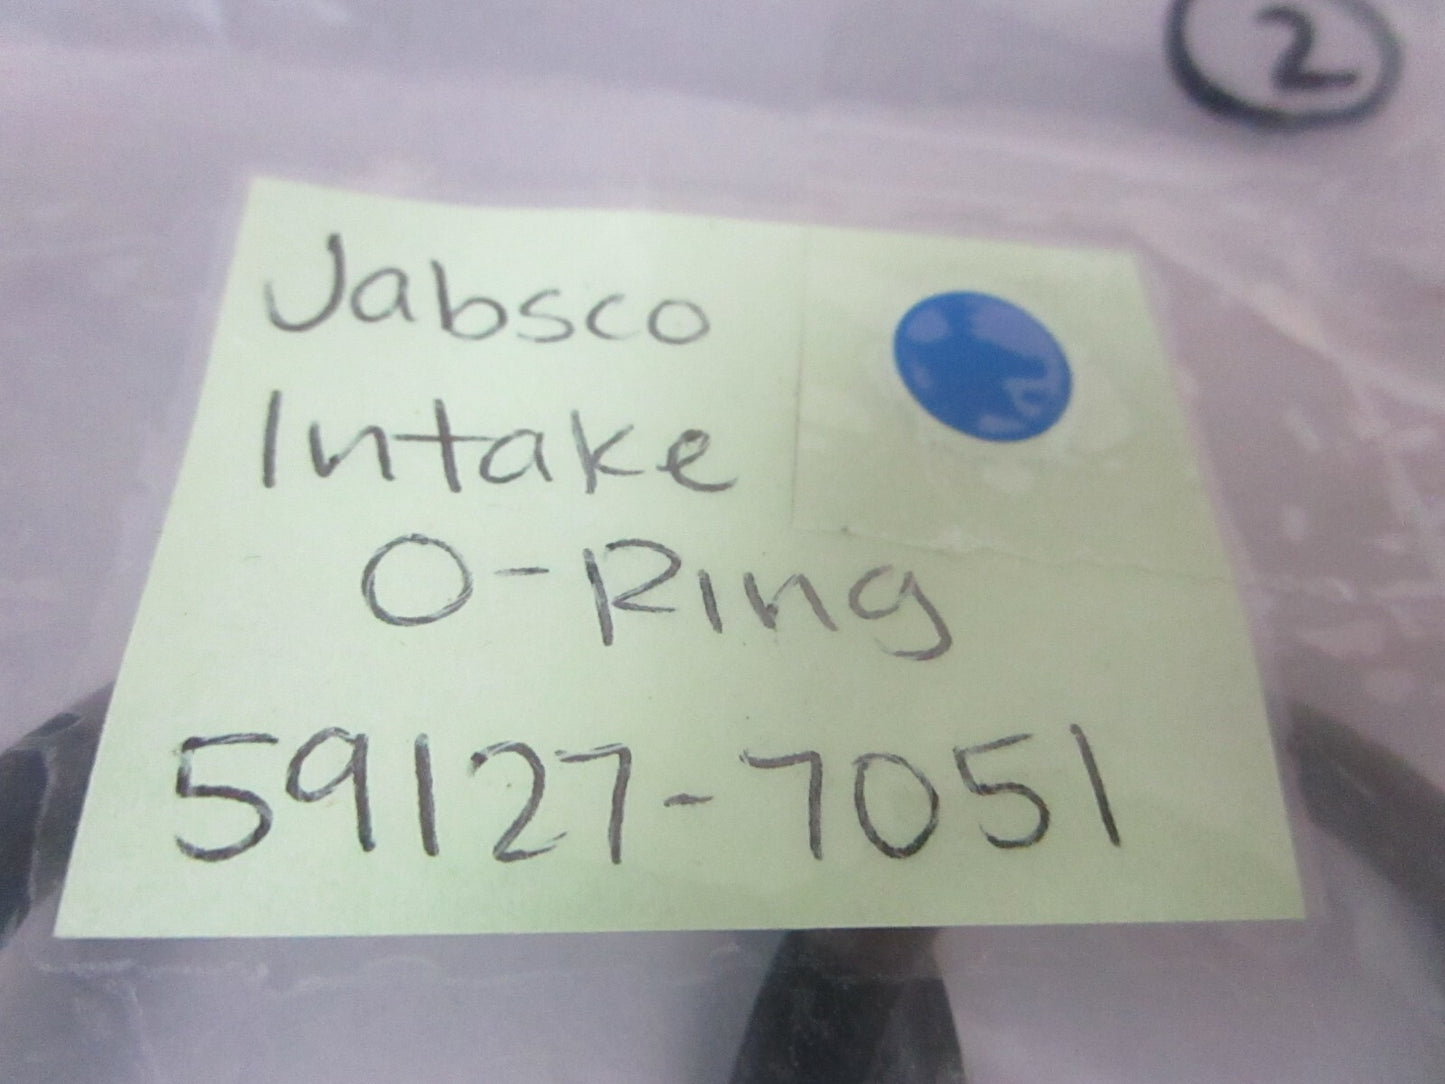 2
Jabsco
Intake
O-Ring
59127-7051